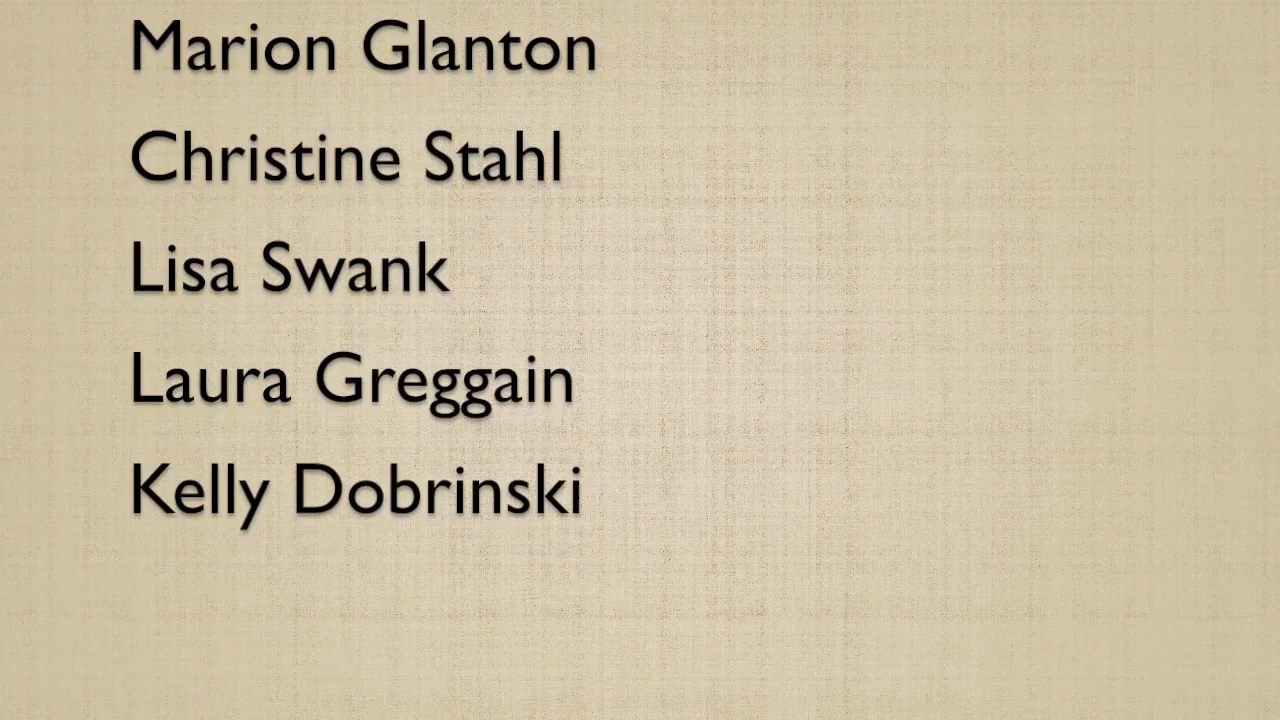 Marion Glanton
Christine Stahl
Lisa Swank
Laura Greggain
Kelly Dobrinski